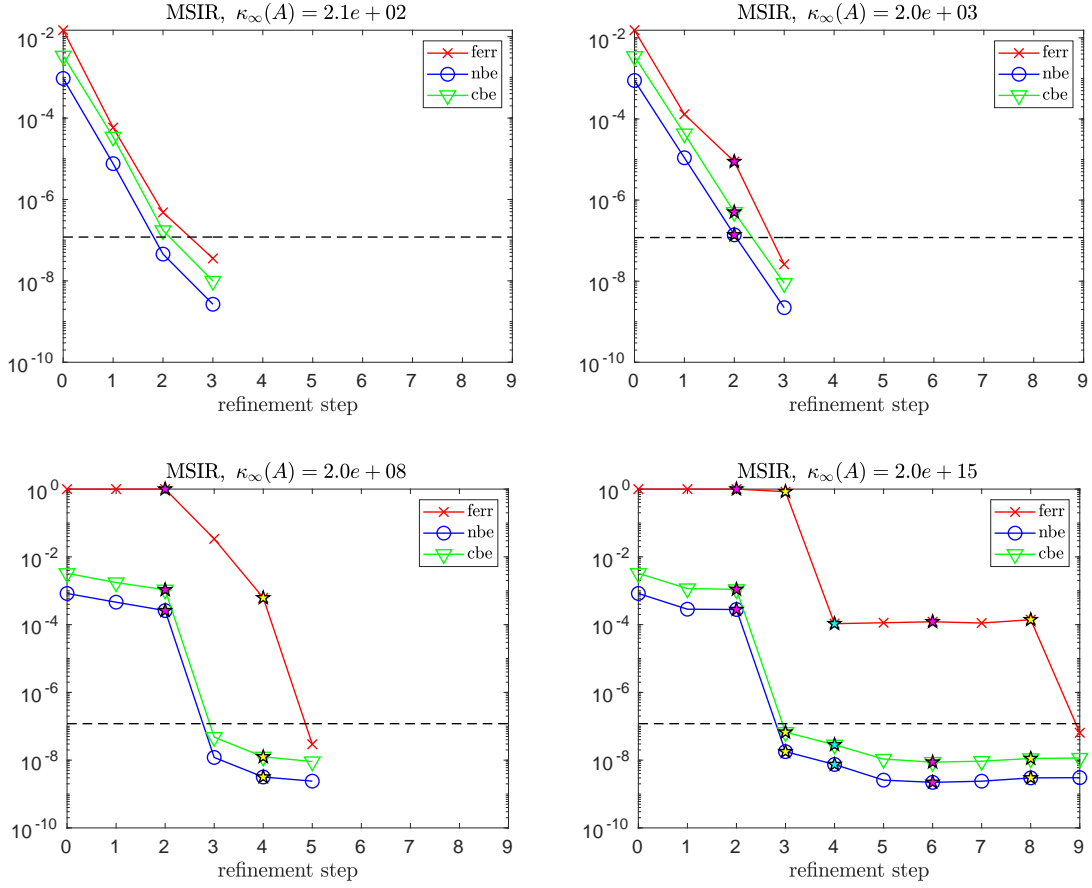 MSIR, κ∞(A) = 2.1e + 02
10^-2
10^-4
10^-6
10^-8
10^-10
0 1 2 3 4 5 6 7 8 9
refinement step
ferr
nbe
cbe
MSIR, κ∞(A) = 2.0e + 03
10^-2
10^-4
10^-6
10^-8
10^-10
0 1 2 3 4 5 6 7 8 9
refinement step
ferr
nbe
cbe
MSIR, κ∞(A) = 2.0e + 08
10^0
10^-2
10^-4
10^-6
10^-8
10^-10
0 1 2 3 4 5 6 7 8 9
refinement step
ferr
nbe
cbe
MSIR, κ∞(A) = 2.0e + 15
10^0
10^-2
10^-4
10^-6
10^-8
10^-10
0 1 2 3 4 5 6 7 8 9
refinement step
ferr
nbe
cbe